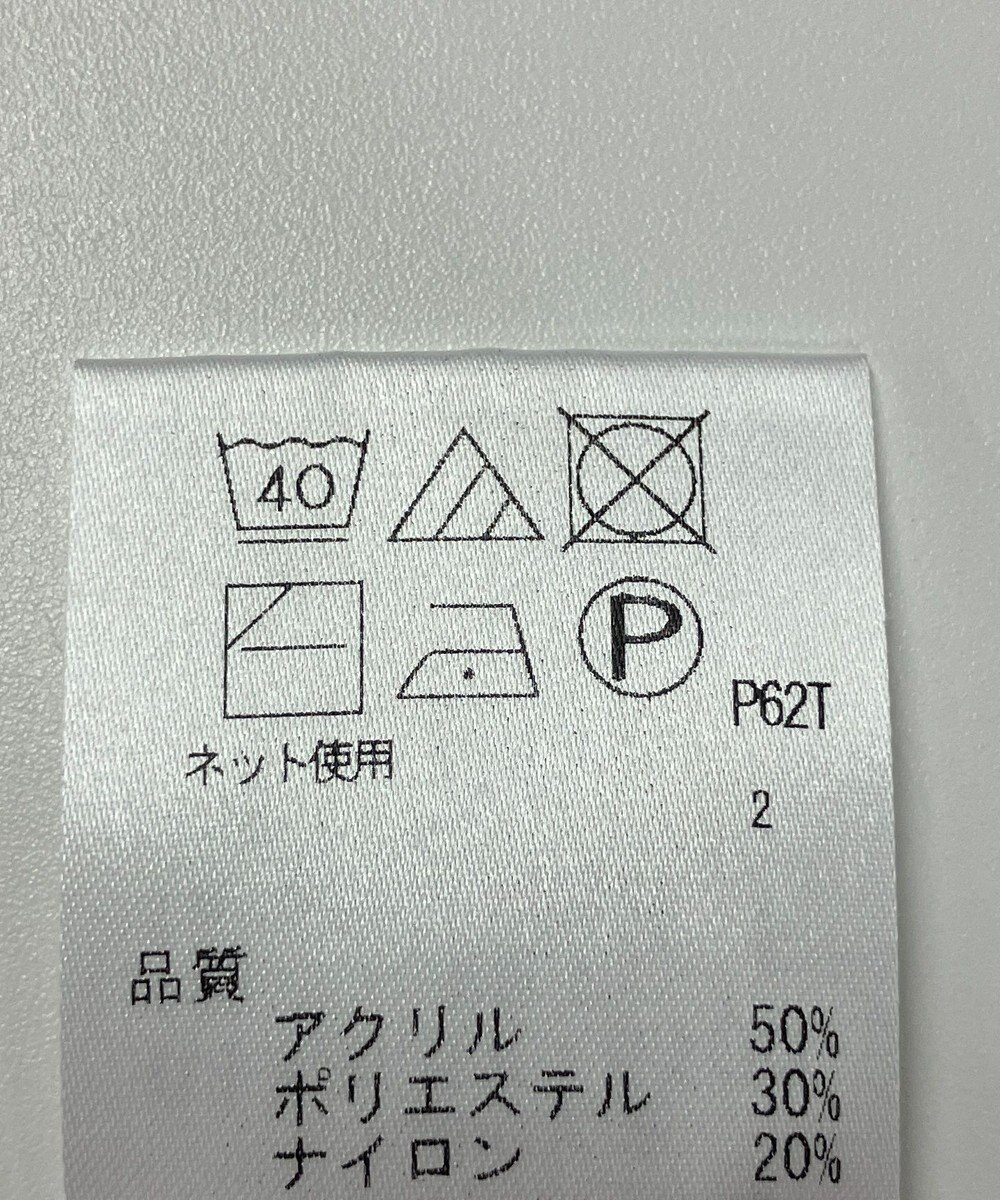 40
P
P62T
ネット使用
2
品質
アクリル 50%
ポリエステル 30%
ナイロン 20%